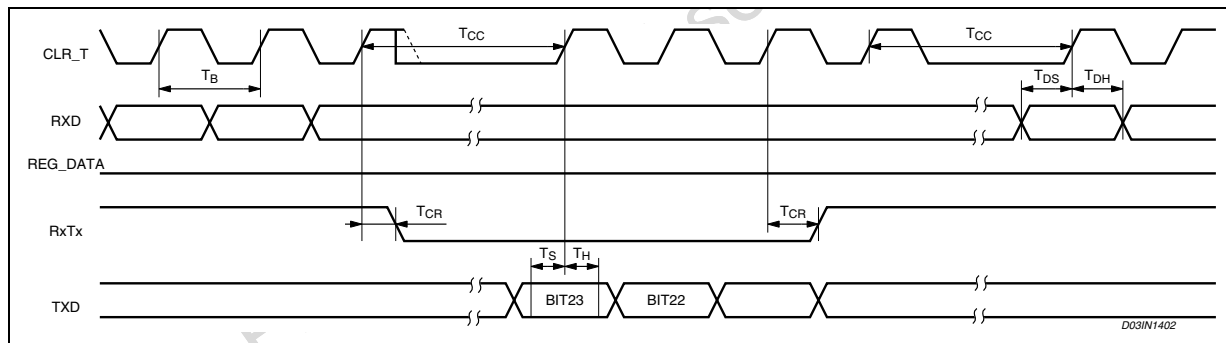 CLR_T
TCC
TCC
TB
TDS
TDH
RXD
REG_DATA
RxTx
TCR
TCR
TS
TH
TXD
BIT23
BIT22
D03IN1402